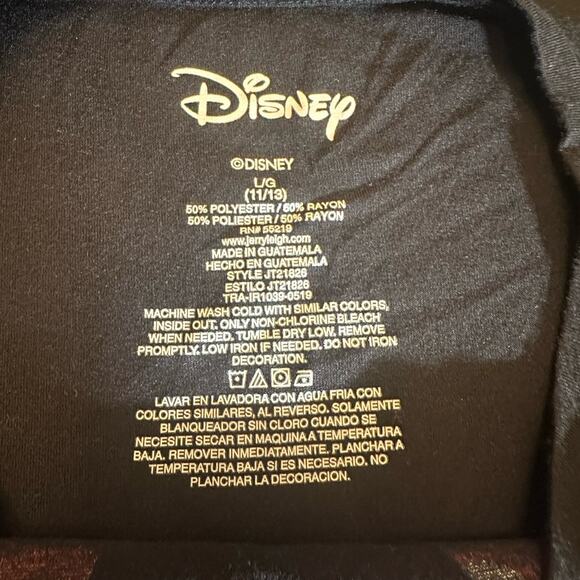 Disney
©DISNEY
L/G
(11/13)
50% POLYESTER / 50% RAYON
50% POLIESTER / 50% RAYON
RN# 55219
www.jerryleigh.com
MADE IN GUATEMALA
HECHO EN GUATEMALA
STYLE JT21826
ESTILO JT21826
TRA-IR1039-0519
MACHINE WASH COLD WITH SIMILAR COLORS,
INSIDE OUT. ONLY NON-CHLORINE BLEACH
WHEN NEEDED. TUMBLE DRY LOW. REMOVE
PROMPTLY. LOW IRON IF NEEDED. DO NOT IRON
DECORATION.
LAVAR EN LAVADORA CON AGUA FRIA CON
COLORES SIMILARES, AL REVERSO. SOLAMENTE
BLANQUEADOR SIN CLORO CUANDO SE
NECESITE SECAR EN MAQUINA A TEMPERATURA
BAJA. REMOVER INMEDIATAMENTE. PLANCHAR A
TEMPERATURA BAJA SI ES NECESARIO. NO
PLANCHAR LA DECORACION.